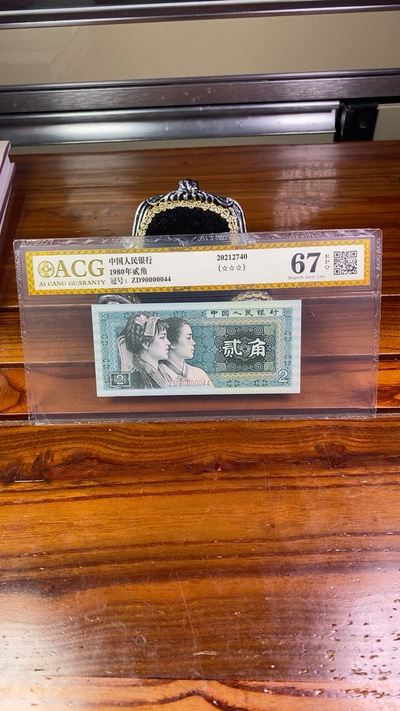 ACG
AI CANG GUARANTY
中国人民银行
1980年贰角
冠号：ZD90000044
20212740
(☆☆☆)
67
EPQ
Superb Gem Unc
中国人民银行
贰角
ZD90000044
2
2